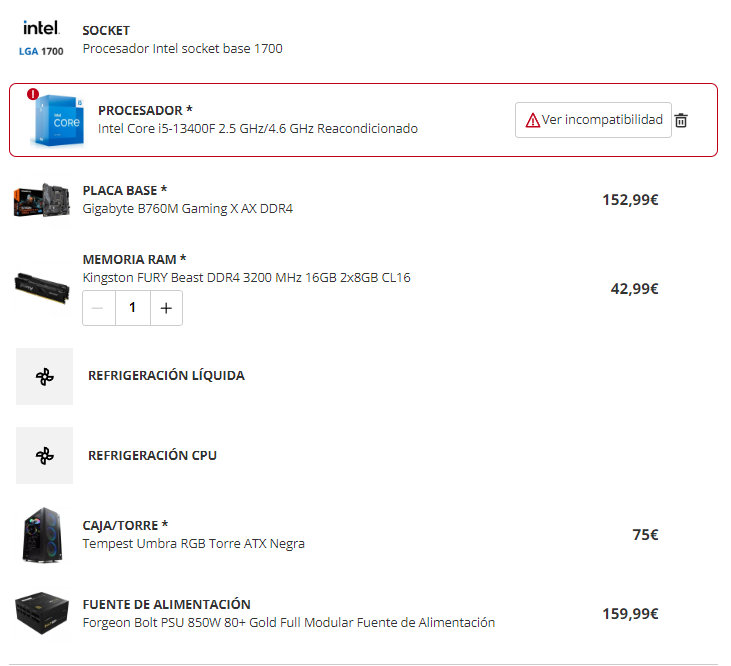 intel.
LGA 1700
SOCKET
Procesador Intel socket base 1700
!
intel
CORE
i5
PROCESADOR *
Intel Core i5-13400F 2.5 GHz/4.6 GHz Reacondicionado
Ver incompatibilidad
PLACA BASE *
Gigabyte B760M Gaming X AX DDR4
152,99€
MEMORIA RAM *
Kingston FURY Beast DDR4 3200 MHz 16GB 2x8GB CL16
− 1 +
42,99€
REFRIGERACIÓN LÍQUIDA
REFRIGERACIÓN CPU
CAJA/TORRE *
Tempest Umbra RGB Torre ATX Negra
75€
FUENTE DE ALIMENTACIÓN
Forgeon Bolt PSU 850W 80+ Gold Full Modular Fuente de Alimentación
159,99€